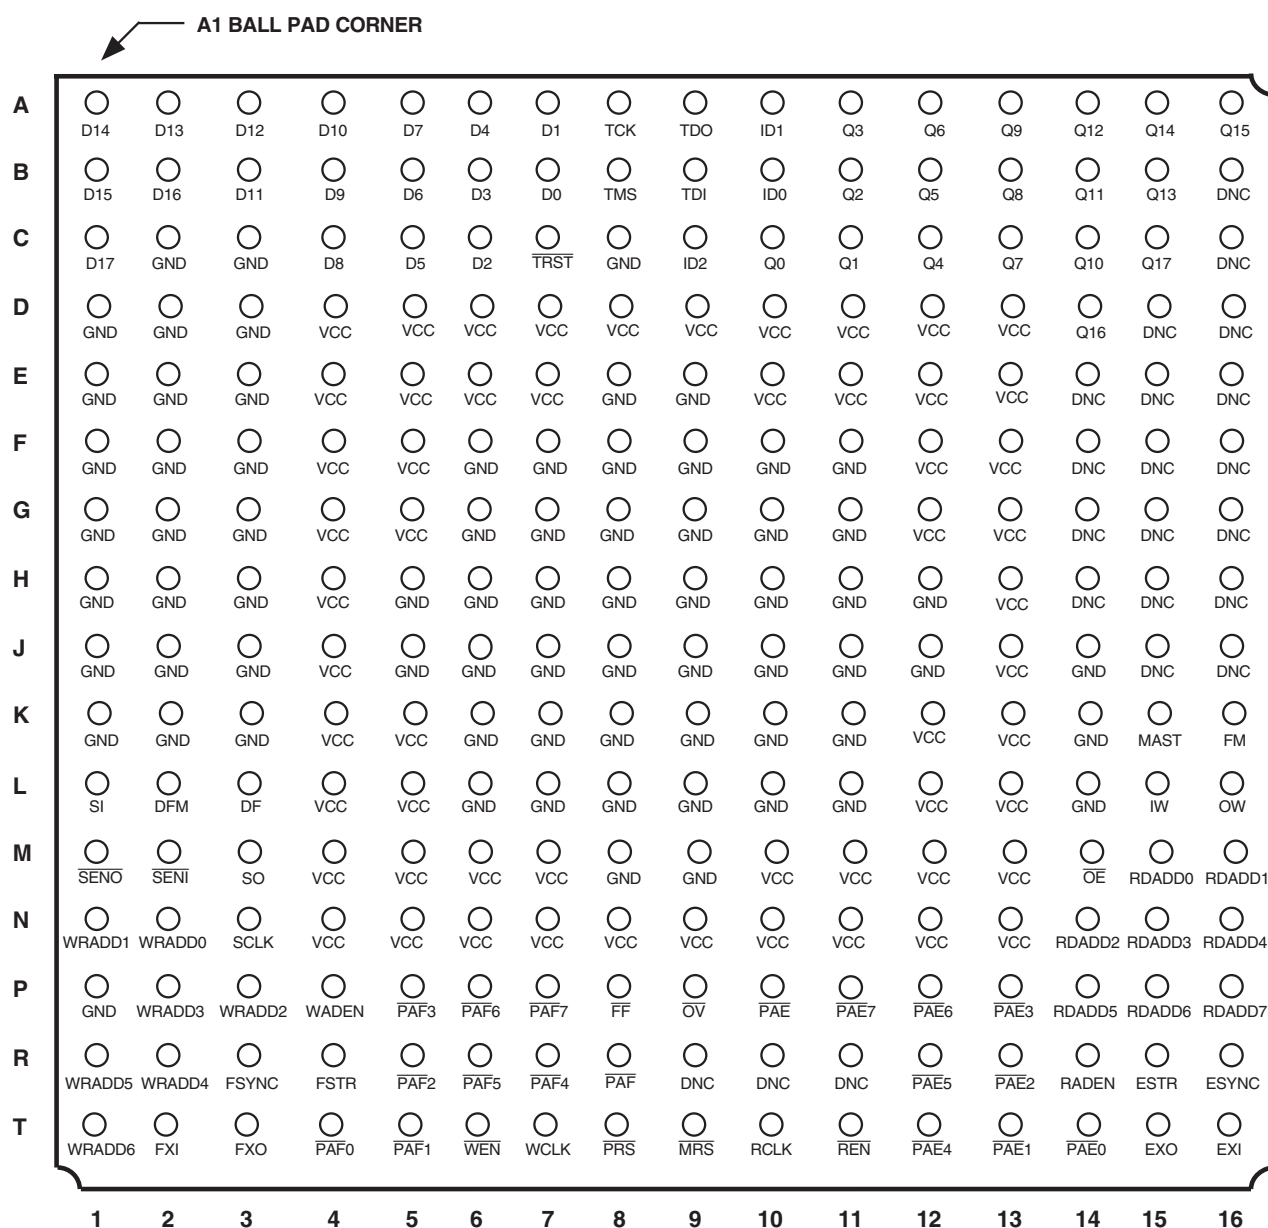 A1 BALL PAD CORNER
A
D14 D13 D12 D10 D7 D4 D1 TCK TDO ID1 Q3 Q6 Q9 Q12 Q14 Q15
B
D15 D16 D11 D9 D6 D3 D0 TMS TDI ID0 Q2 Q5 Q8 Q11 Q13 DNC
C
D17 GND GND D8 D5 D2 TRST GND ID2 Q0 Q1 Q4 Q7 Q10 Q17 DNC
D
GND GND GND VCC VCC VCC VCC VCC VCC VCC VCC VCC VCC Q16 DNC DNC
E
GND GND GND VCC VCC VCC VCC GND GND VCC VCC VCC VCC DNC DNC DNC
F
GND GND GND VCC VCC GND GND GND GND GND GND VCC VCC DNC DNC DNC
G
GND GND GND VCC VCC GND GND GND GND GND GND VCC VCC DNC DNC DNC
H
GND GND GND VCC GND GND GND GND GND GND GND GND VCC DNC DNC DNC
J
GND GND GND VCC GND GND GND GND GND GND GND GND VCC GND DNC DNC
K
GND GND GND VCC VCC GND GND GND GND GND GND VCC VCC GND MAST FM
L
SI DFM DF VCC VCC GND GND GND GND GND GND VCC VCC GND IW OW
M
SENO SENI SO VCC VCC VCC VCC GND GND VCC VCC VCC VCC OE RDADD0 RDADD1
N
WRADD1 WRADD0 SCLK VCC VCC VCC VCC VCC VCC VCC VCC VCC VCC RDADD2 RDADD3 RDADD4
P
GND WRADD3 WRADD2 WADEN PAF3 PAF6 PAF7 FF OV PAE PAE7 PAE6 PAE3 RDADD5 RDADD6 RDADD7
R
WRADD5 WRADD4 FSYNC FSTR PAF2 PAF5 PAF4 PAF DNC DNC DNC PAE5 PAE2 RADEN ESTR ESYNC
T
WRADD6 FXI FXO PAF0 PAF1 WEN WCLK PRS MRS RCLK REN PAE4 PAE1 PAE0 EXO EXI
1 2 3 4 5 6 7 8 9 10 11 12 13 14 15 16